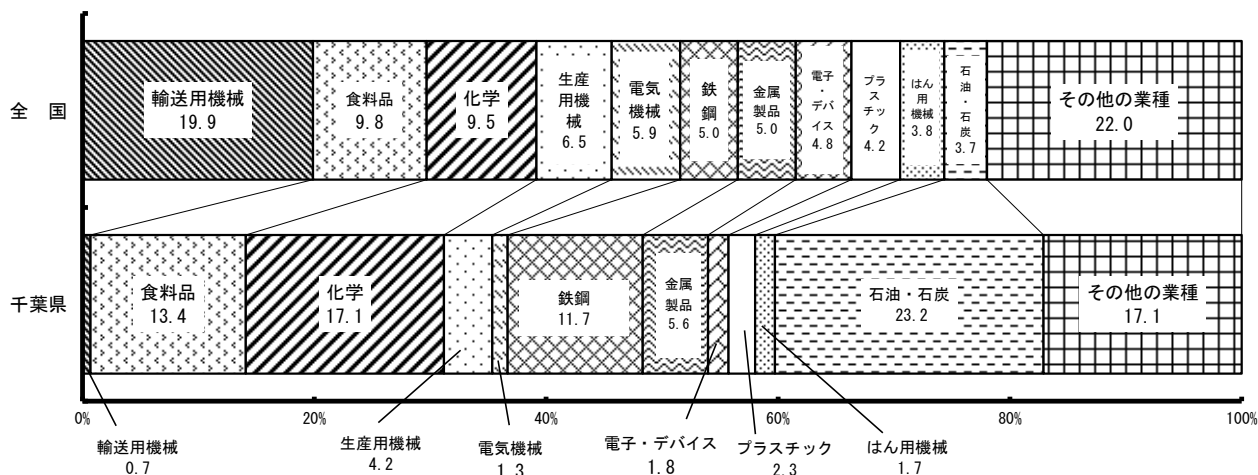 全　国
輸送用機械
19.9
食料品
9.8
化学
9.5
生産
用機
械
6.5
電気
機械
5.9
鉄
鋼
5.0
金属
製品
5.0
電子
・デバ
イス
4.8
プラ
スチッ
ク
4.2
はん
用
機械
3.8
石
油・石
炭
3.7
その他の業種
22.0
千葉県
食料品
13.4
化学
17.1
鉄鋼
11.7
金属
製品
5.6
石油・石炭
23.2
その他の業種
17.1
0%
20%
40%
60%
80%
100%
輸送用機械
0.7
生産用機械
4.2
電気機械
1.3
電子・デバイス
1.8
プラスチック
2.3
はん用機械
1.7